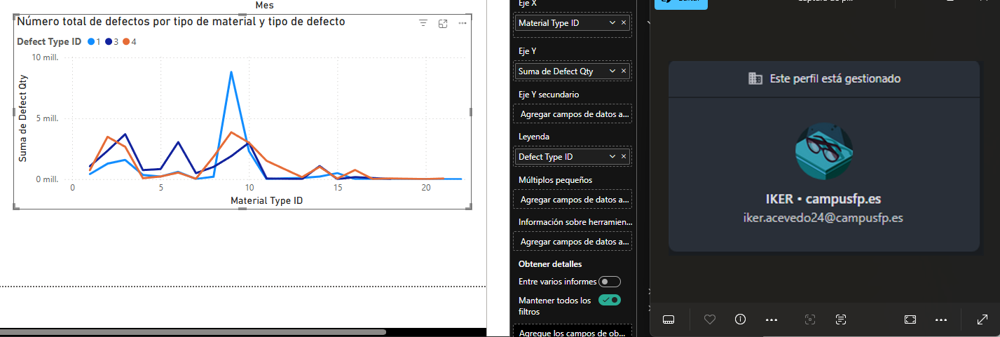 Mes
Número total de defectos por tipo de material y tipo de defecto
Defect Type ID 1 3 4
10 mill.
5 mill.
0 mill.
Suma de Defect Qty
0 5 10 15 20
Material Type ID
Eje X
Material Type ID
Eje Y
Suma de Defect Qty
Eje Y secundario
Agregar campos de datos a...
Leyenda
Defect Type ID
Múltiplos pequeños
Agregar campos de datos a...
Información sobre herramien...
Agregar campos de datos a...
Obtener detalles
Entre varios informes
Mantener todos los
filtros
Agregue los campos de ob...
Este perfil está gestionado
IKER • campusfp.es
iker.acevedo24@campusfp.es